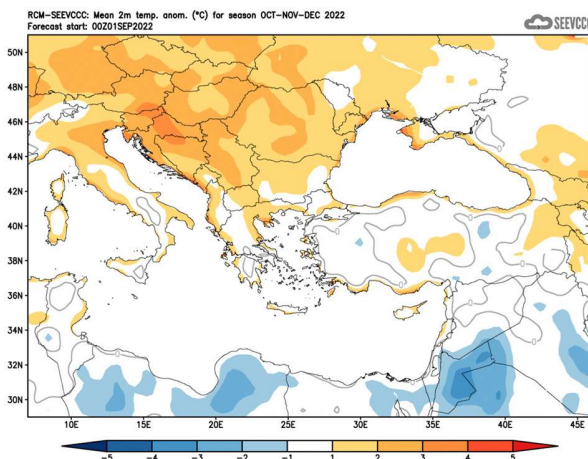 RCM-SEEVCCC: Mean 2m temp. anom. (°C) for season OCT-NOV-DEC 2022
Forecast start: 00Z01SEP2022
SEEVCCC
50N
48N
46N
44N
42N
40N
38N
36N
34N
32N
30N
10E 15E 20E 25E 30E 35E 40E 45E
-5 -4 -3 -2 -1 1 2 3 4 5